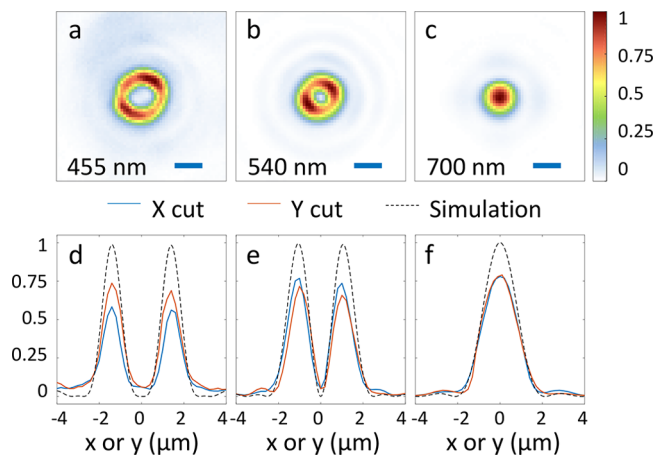 a b c 1
0.75
0.5
0.25
455 nm 540 nm 700 nm 0
X cut Y cut Simulation
1 d e f
0.75
0.5
0.25
0
-4 -2 0 2 4 -2 0 2 4 -2 0 2 4
x or y (µm) x or y (µm) x or y (µm)